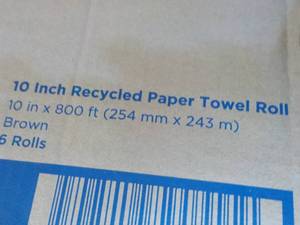 10 Inch Recycled Paper Towel Roll
10 in x 800 ft (254 mm x 243 m)
Brown
6 Rolls